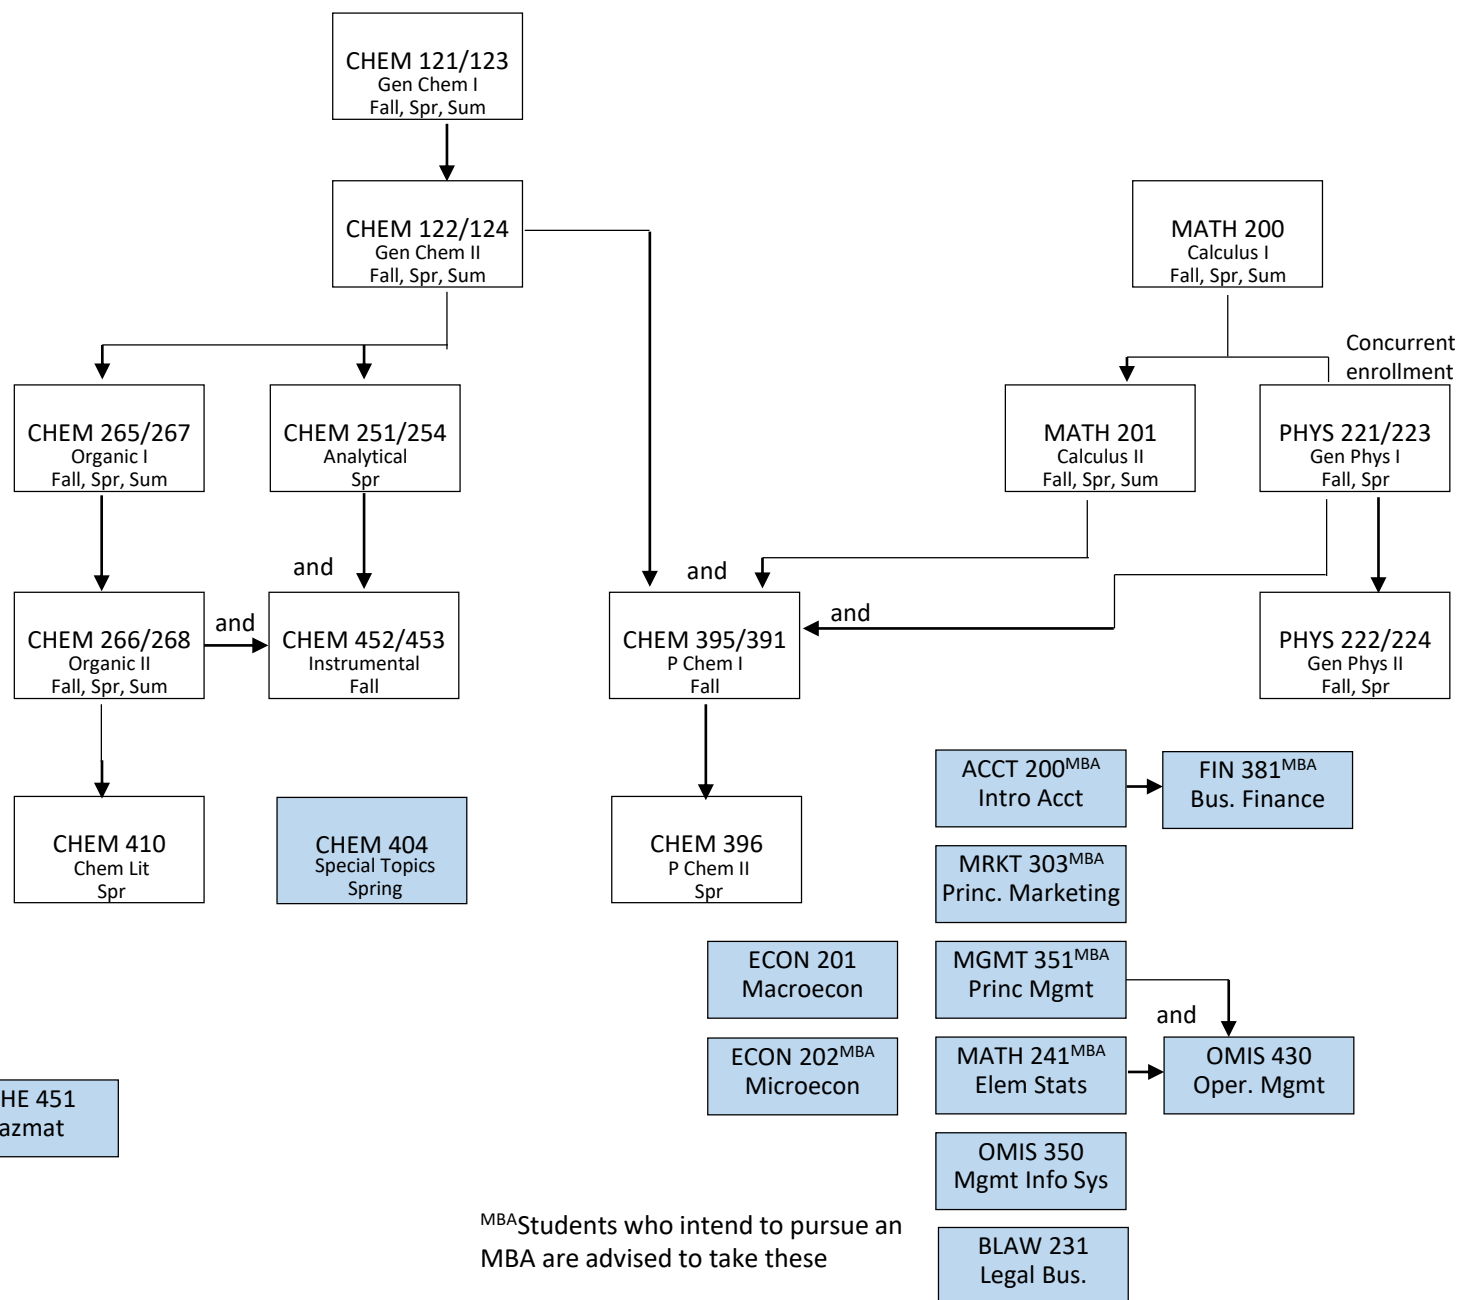 CHEM 121/123
Gen Chem I
Fall, Spr, Sum
CHEM 122/124
Gen Chem II
Fall, Spr, Sum
MATH 200
Calculus I
Fall, Spr, Sum
Concurrent
enrollment
CHEM 265/267
Organic I
Fall, Spr, Sum
CHEM 251/254
Analytical
Spr
MATH 201
Calculus II
Fall, Spr, Sum
PHYS 221/223
Gen Phys I
Fall, Spr
and
and
and
and
CHEM 266/268
Organic II
Fall, Spr, Sum
CHEM 452/453
Instrumental
Fall
CHEM 395/391
P Chem I
Fall
PHYS 222/224
Gen Phys II
Fall, Spr
CHEM 410
Chem Lit
Spr
CHEM 404
Special Topics
Spring
CHEM 396
P Chem II
Spr
ACCT 200MBA
Intro Acct
FIN 381MBA
Bus. Finance
MRKT 303MBA
Princ. Marketing
ECON 201
Macroecon
MGMT 351MBA
Princ Mgmt
and
ECON 202MBA
Microecon
MATH 241MBA
Elem Stats
OMIS 430
Oper. Mgmt
HE 451
azmat
OMIS 350
Mgmt Info Sys
MBAStudents who intend to pursue an
MBA are advised to take these
BLAW 231
Legal Bus.